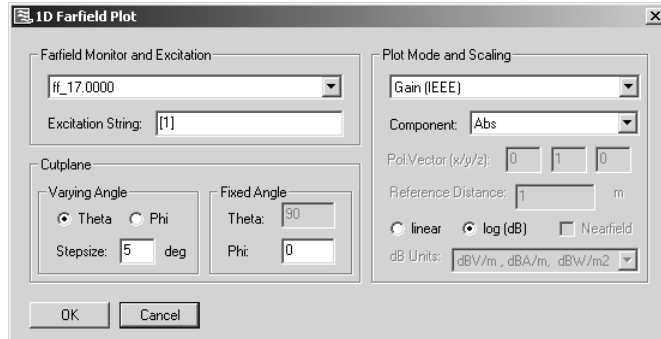 1D Farfield Plot
Farfield Monitor and Excitation
ff_17.0000
Excitation String: [1]
Cutplane
Varying Angle
Theta Phi
Stepsize: 5 deg
Fixed Angle
Theta: 90
Phi: 0
Plot Mode and Scaling
Gain (IEEE)
Component: Abs
Pol.Vector (x/y/z): 0 1 0
Reference Distance: 1 m
linear log (dB) Nearfield
dB Units: dBV/m , dBA/m, dBW/m2
OK Cancel